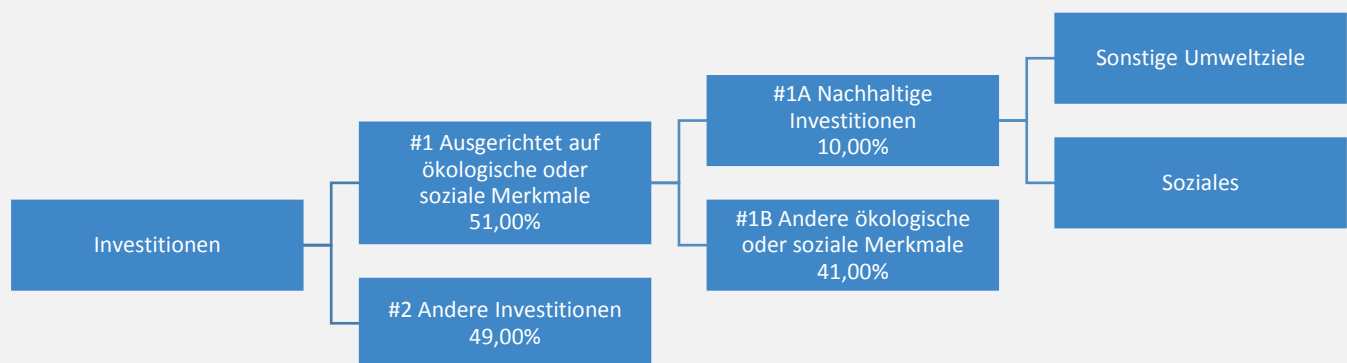 Investitionen
#1 Ausgerichtet auf
ökologische oder
soziale Merkmale
51,00%
#2 Andere Investitionen
49,00%
#1A Nachhaltige
Investitionen
10,00%
#1B Andere ökologische
oder soziale Merkmale
41,00%
Sonstige Umweltziele
Soziales